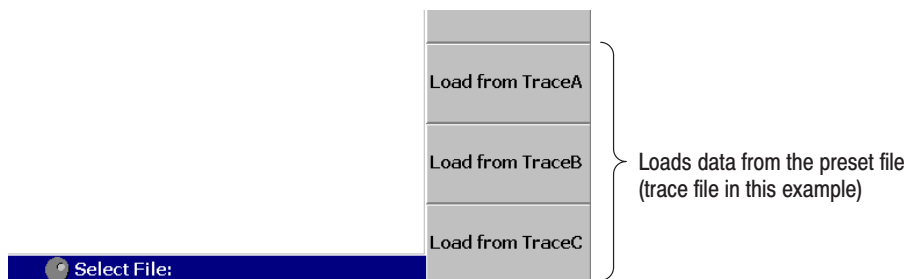 Load from TraceA
Load from TraceB
Load from TraceC
Loads data from the preset file
(trace file in this example)
Select File: